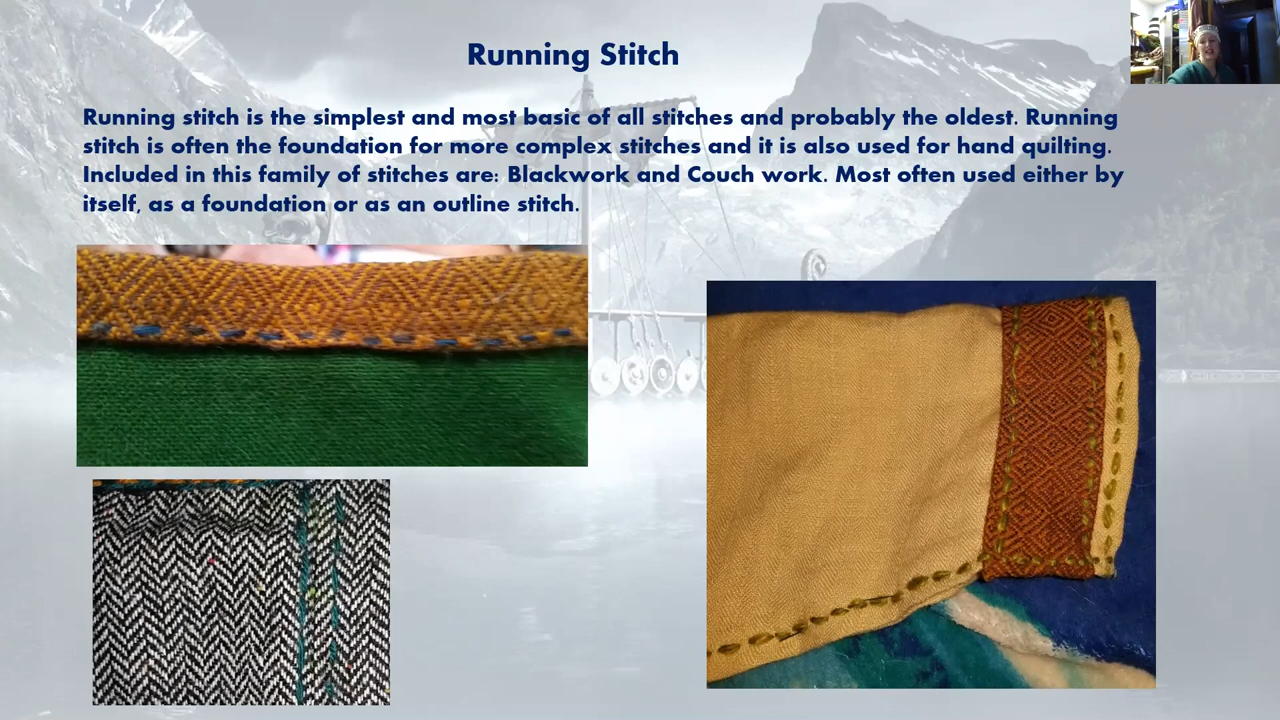 Running Stitch
Running stitch is the simplest and most basic of all stitches and probably the oldest. Running
stitch is often the foundation for more complex stitches and it is also used for hand quilting.
Included in this family of stitches are: Blackwork and Couch work. Most often used either by
itself, as a foundation or as an outline stitch.